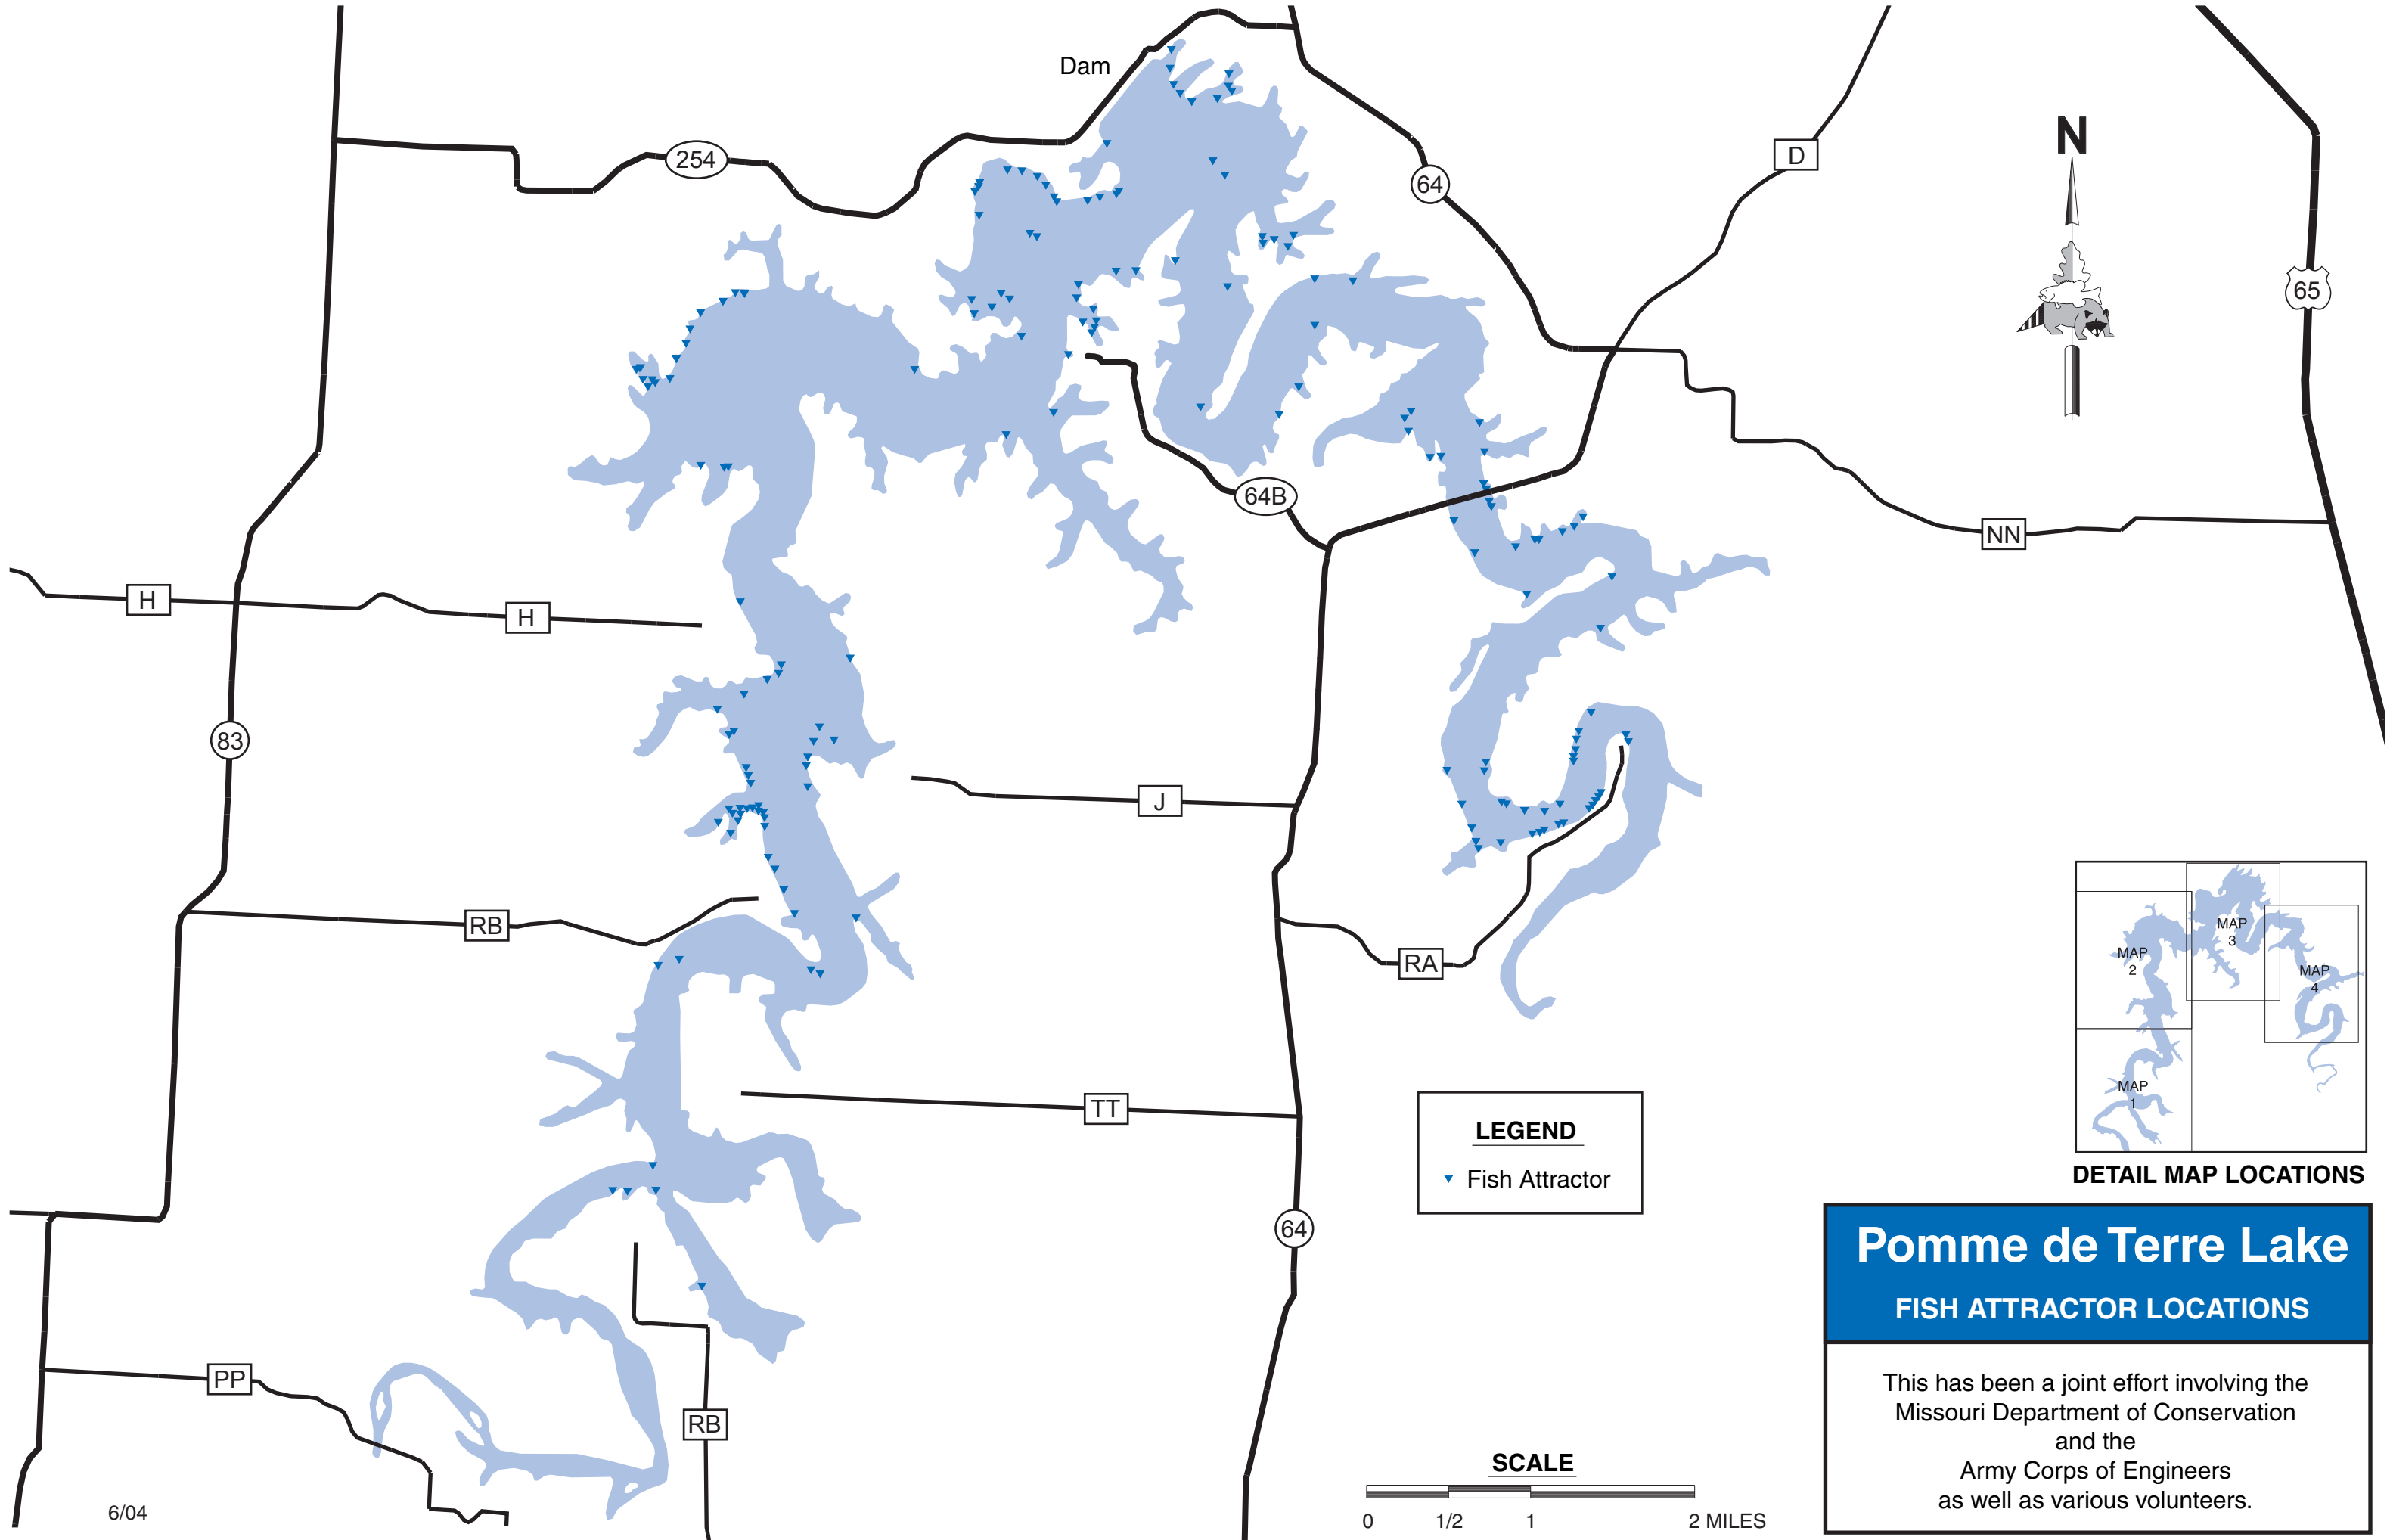 Dam
254
64
D
N
65
64B
NN
H
H
83
J
RB
RA
MAP
3
MAP
2
MAP
4
MAP
1
DETAIL MAP LOCATIONS
TT
LEGEND
Fish Attractor
64
Pomme de Terre Lake
FISH ATTRACTOR LOCATIONS
This has been a joint effort involving the
Missouri Department of Conservation
and the
Army Corps of Engineers
as well as various volunteers.
PP
RB
SCALE
0 1/2 1 2 MILES
6/04